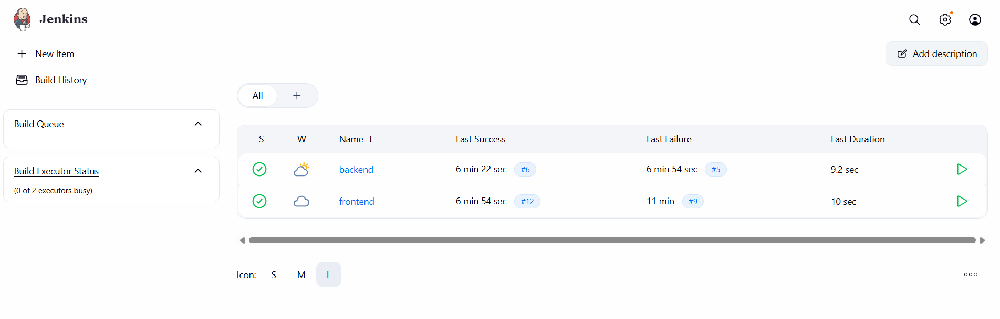 Jenkins
New Item
Add description
Build History
All
Build Queue
S W Name ↓ Last Success Last Failure Last Duration
backend 6 min 22 sec #6 6 min 54 sec #5 9.2 sec
Build Executor Status
(0 of 2 executors busy)
frontend 6 min 54 sec #12 11 min #9 10 sec
Icon: S M L